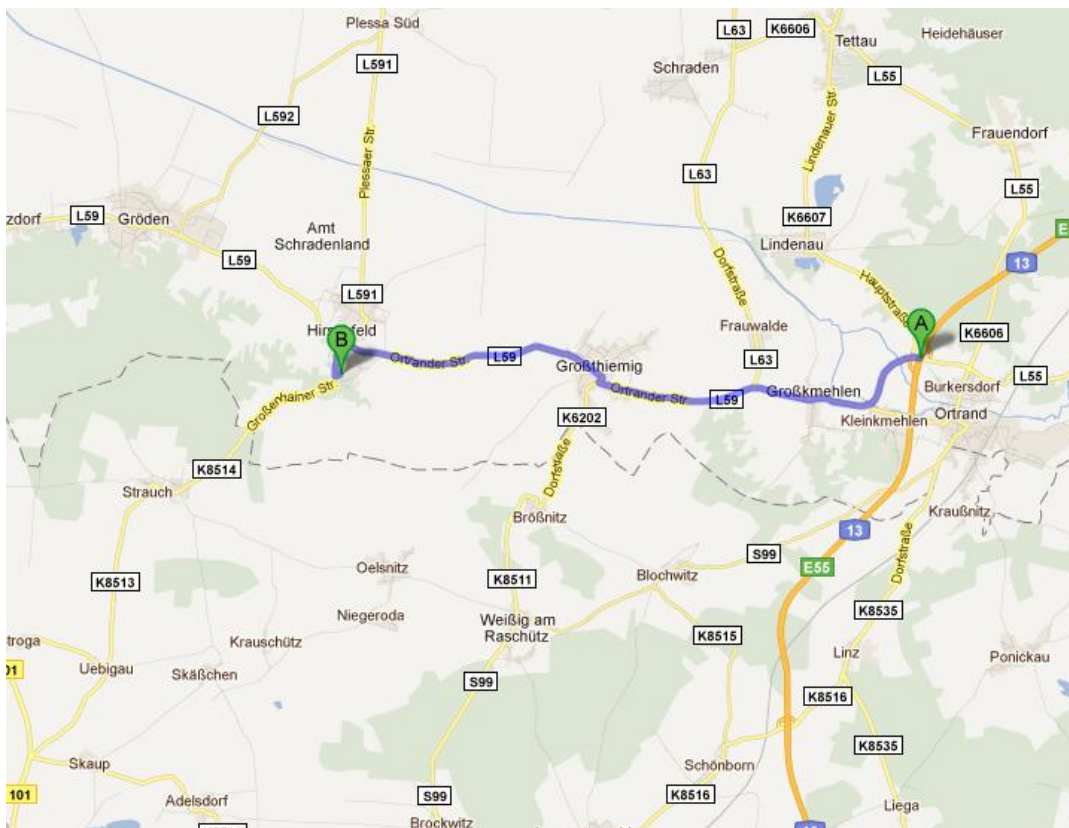 Plessa Süd
L63
K6606
Tettau
Heidehäuser
L591
Schraden
L55
L592
Frauendorf
Plessaer Str.
Lindenauer Str.
L63
L55
zdorf
L59
Gröden
K6607
Amt
Schradenland
Lindenau
L59
13
Dorfstraße
Hauptstraße
L591
Frauwalde
A
K6606
B
Ortrander Str.
L59
Großthiemig
L63
L55
Großenhainer Str.
Ortrander Str.
L59
Großkmehlen
Burkersdorf
K6202
Kleinkmehlen
Ortrand
K8514
Strauch
Dorfstraße
Brößnitz
Kraußnitz
13
S99
Dorfstraße
K8513
Oelsnitz
K8511
Blochwitz
E55
Niegeroda
Weißig am
Raschütz
K8535
troga
Krauschütz
K8515
Uebigau
Skäßchen
Linz
Ponickau
01
S99
K8516
Skaup
Schönborn
K8535
101
Adelsdorf
S99
K8516
Liega
Brockwitz